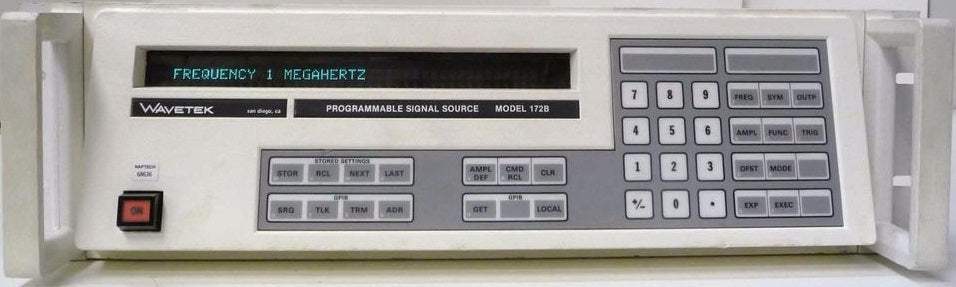 FREQUENCY 1 MEGAHERTZ
WAVETEK san diego, ca PROGRAMMABLE SIGNAL SOURCE MODEL 172B
7 8 9 FREQ SYM OUTP
4 5 6 AMPL FUNC TRIG
1 2 3 OFST MODE
+/- 0 • EXP EXEC
STORED SETTINGS
STOR RCL NEXT LAST
AMPL DEF CMD RCL CLR
GPIB
SRQ TLK TRM ADR
GPIB
GET LOCAL
NAPTECH
GN636
ON